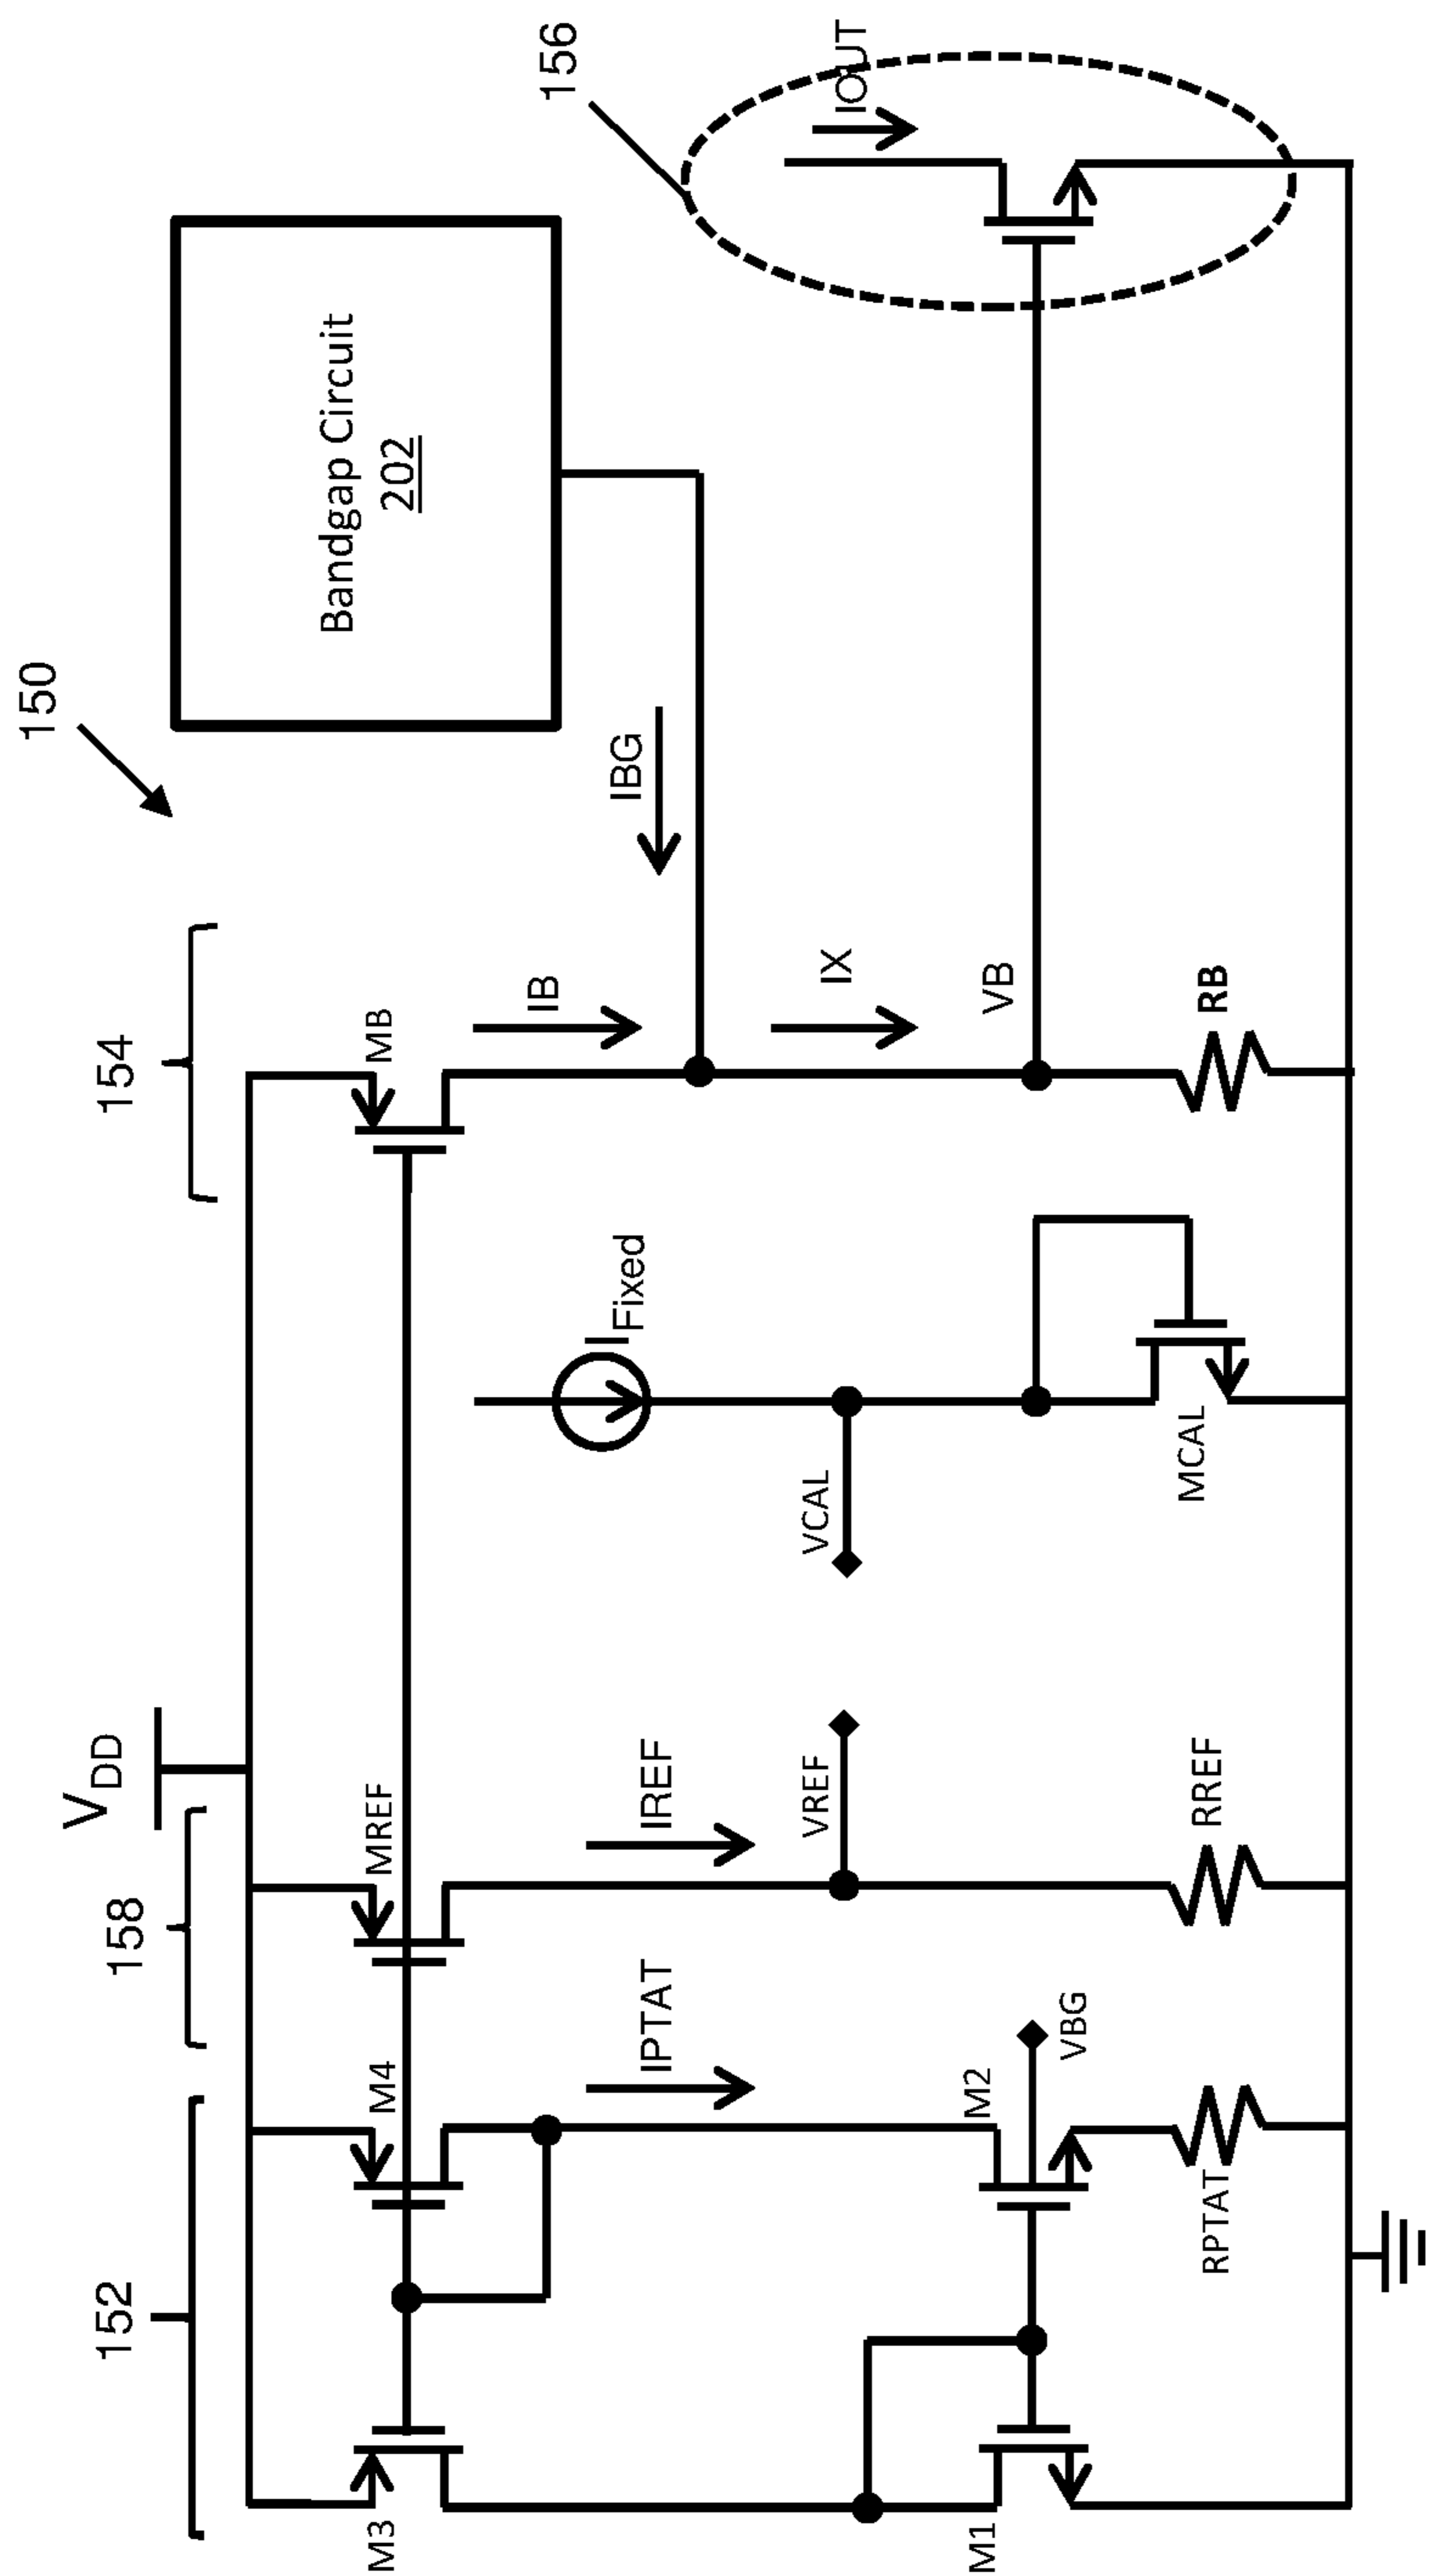 150
152
158
154
156
VDD
M3
M4
MREF
MB
Bandgap Circuit
202
IPTAT
IREF
IFixed
IB
IBG
IOUT
VREF
VCAL
IX
M1
M2
VBG
VB
RPTAT
RREF
MCAL
RB